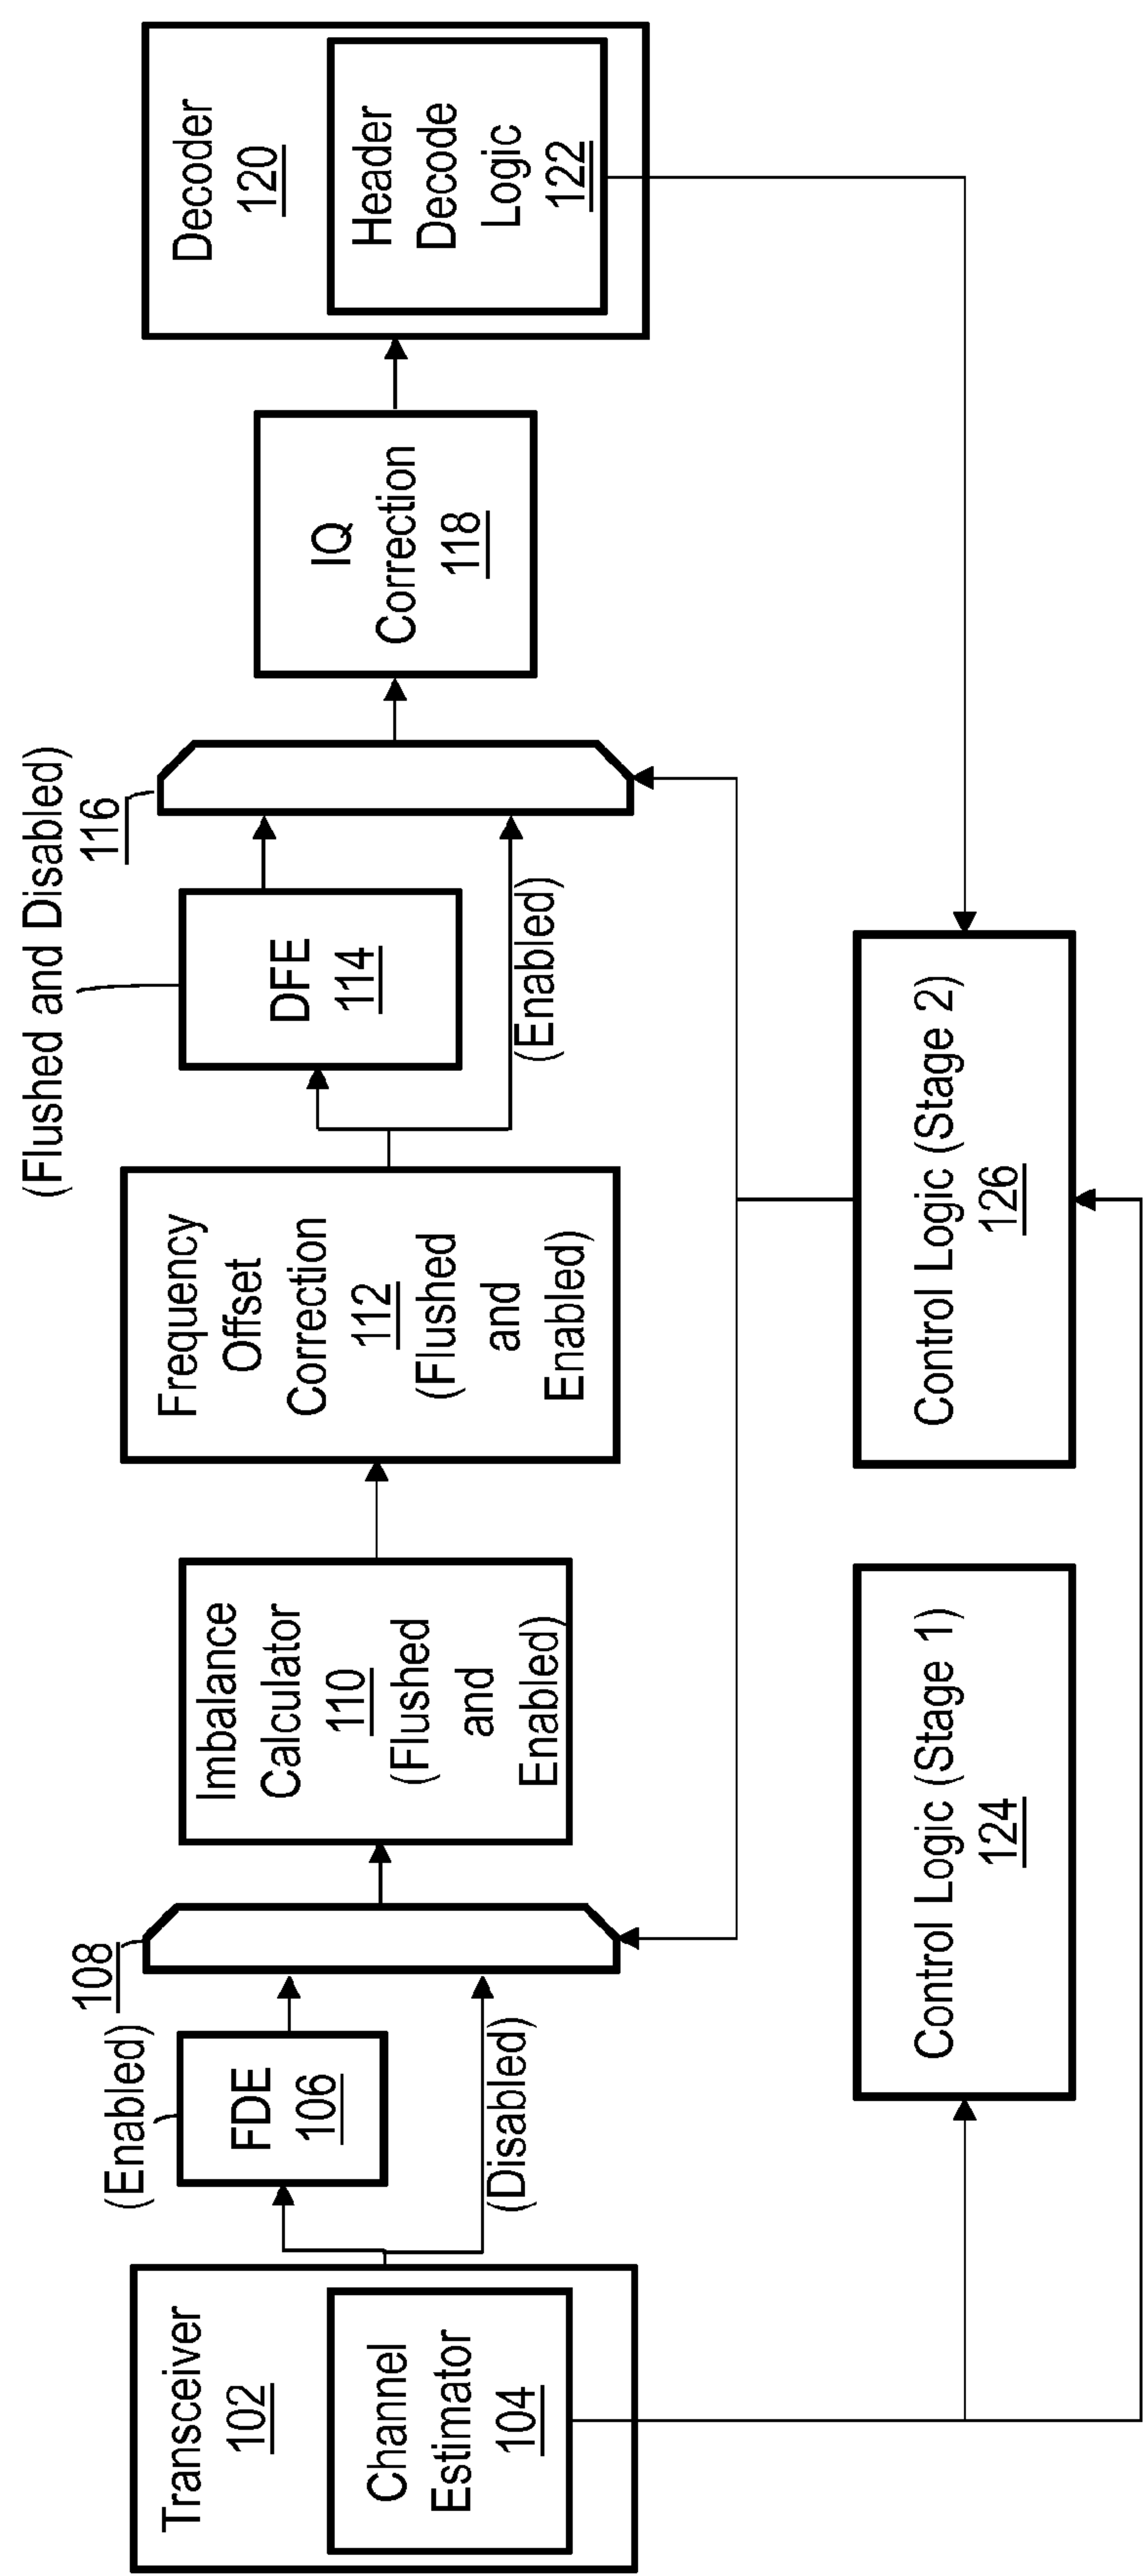 Transceiver
102
Channel
Estimator
104
(Enabled)
FDE
106
(Disabled)
108
Imbalance
Calculator
110
(Flushed
and
Enabled)
Frequency
Offset
Correction
112
(Flushed
and
Enabled)
(Flushed and Disabled)
DFE
114
(Enabled)
116
IQ
Correction
118
Decoder
120
Header
Decode
Logic
122
Control Logic (Stage 1)
124
Control Logic (Stage 2)
126